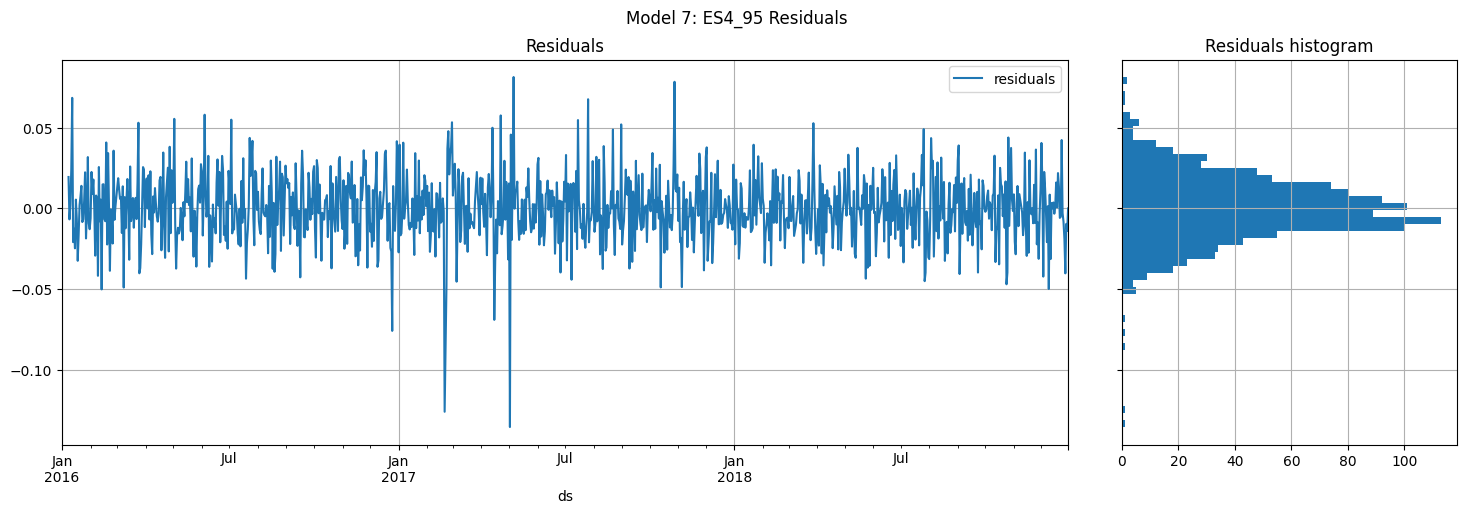 Model 7: ES4_95 Residuals
Residuals
residuals
0.05
0.00
−0.05
−0.10
Jan
2016
Jul
Jan
2017
Jul
Jan
2018
Jul
ds
Residuals histogram
0 20 40 60 80 100